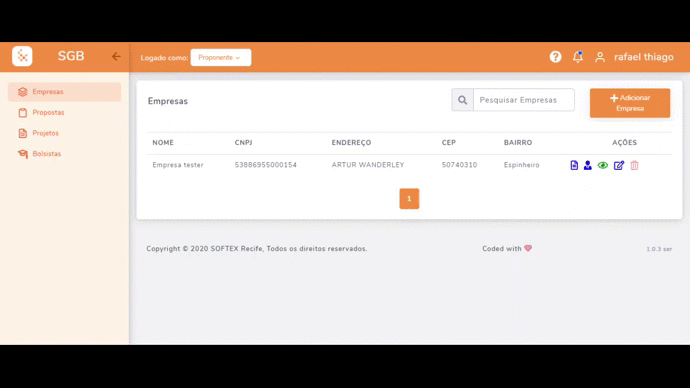 SGB
Logado como: Proponente
rafael thiago
Empresas
Propostas
Projetos
Bolsistas
Empresas
Pesquisar Empresas
Adicionar
Empresa
NOME CNPJ ENDEREÇO CEP BAIRRO AÇÕES
Empresa tester 53886955000154 ARTUR WANDERLEY 50740310 Espinheiro
1
Copyright © 2020 SOFTEX Recife, Todos os direitos reservados. Coded with 1.0.3 ser